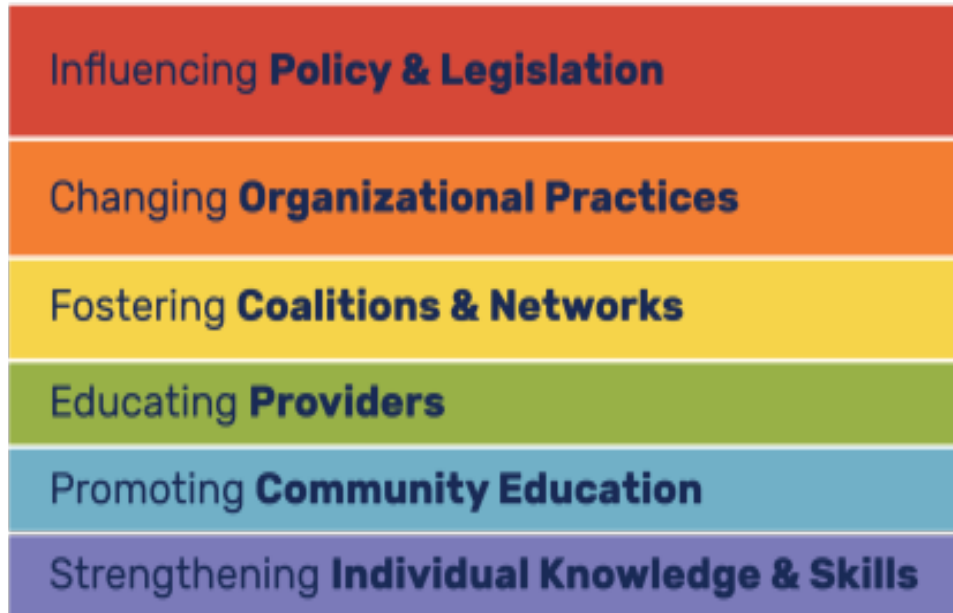 Influencing Policy & Legislation
Changing Organizational Practices
Fostering Coalitions & Networks
Educating Providers
Promoting Community Education
Strengthening Individual Knowledge & Skills